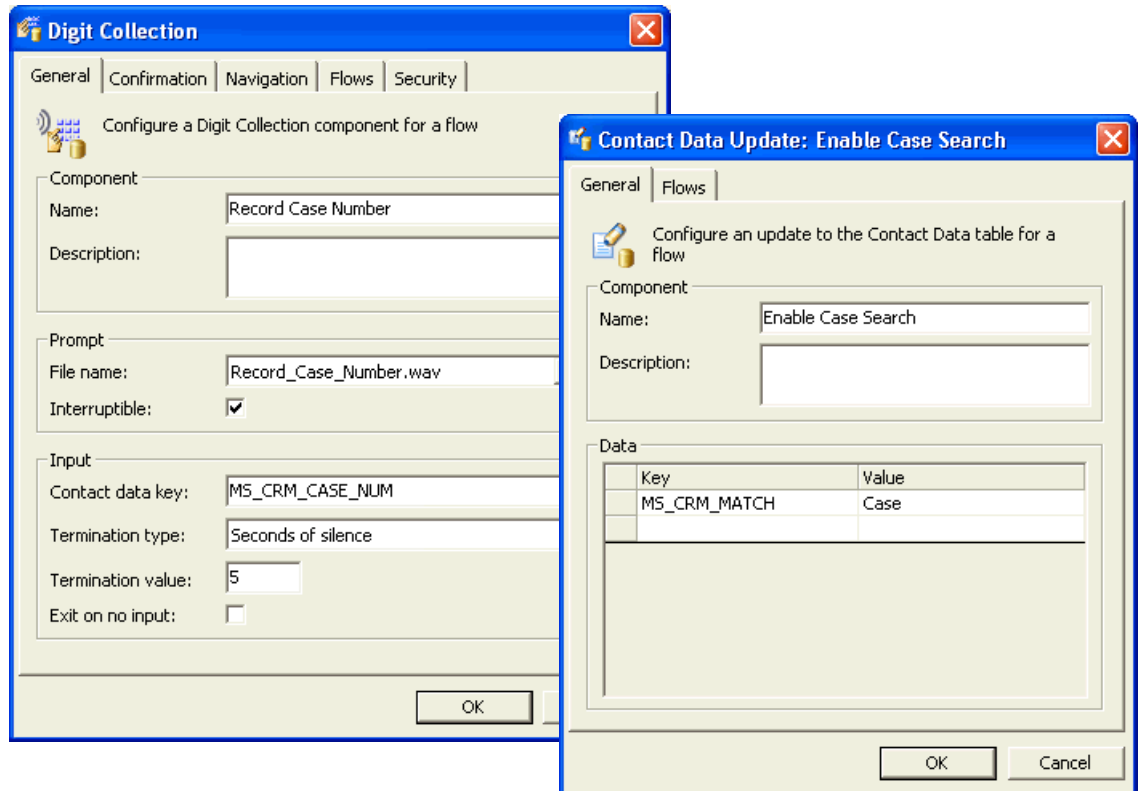 Digit Collection
General Confirmation Navigation Flows Security
Configure a Digit Collection component for a flow
Component
Name: Record Case Number
Description:
Prompt
File name: Record_Case_Number.wav
Interruptible:
Input
Contact data key: MS_CRM_CASE_NUM
Termination type: Seconds of silence
Termination value: 5
Exit on no input:
OK
Contact Data Update: Enable Case Search
General Flows
Configure an update to the Contact Data table for a
flow
Component
Name: Enable Case Search
Description:
Data
Key Value
MS_CRM_MATCH Case
OK Cancel